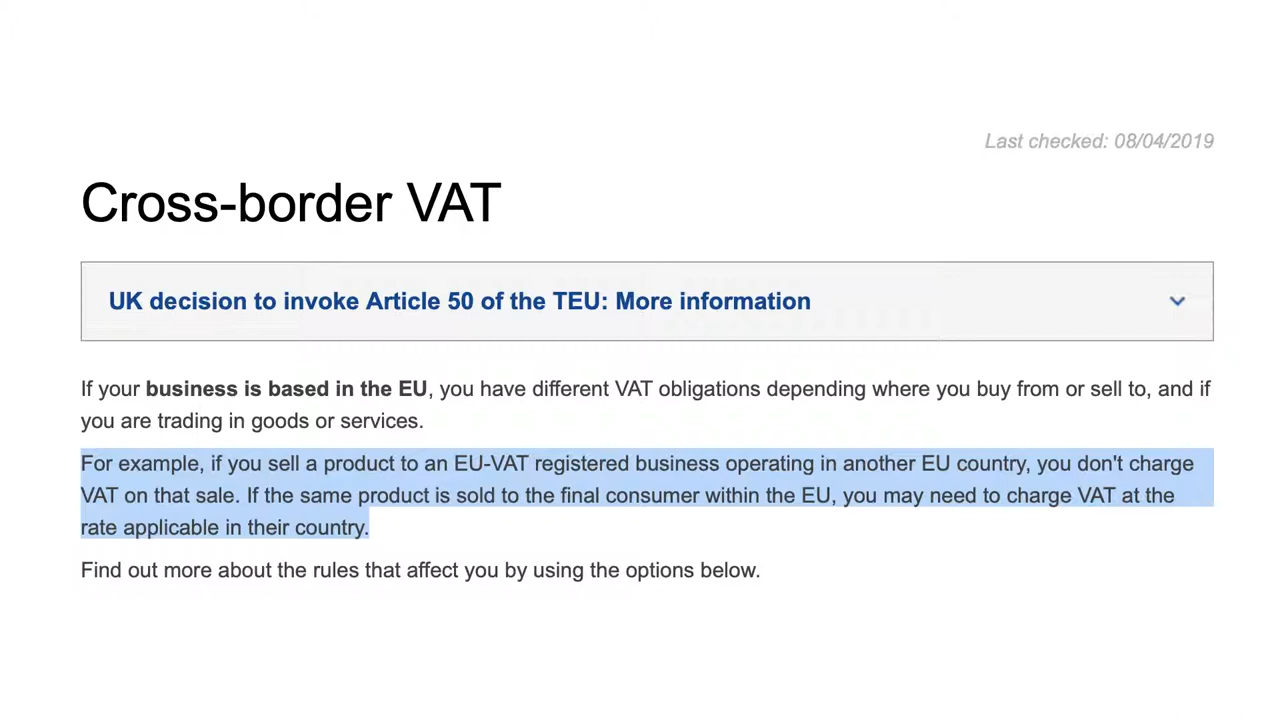 Last checked: 08/04/2019
Cross-border VAT
UK decision to invoke Article 50 of the TEU: More information
If your business is based in the EU, you have different VAT obligations depending where you buy from or sell to, and if
you are trading in goods or services.
For example, if you sell a product to an EU-VAT registered business operating in another EU country, you don't charge
VAT on that sale. If the same product is sold to the final consumer within the EU, you may need to charge VAT at the
rate applicable in their country.
Find out more about the rules that affect you by using the options below.